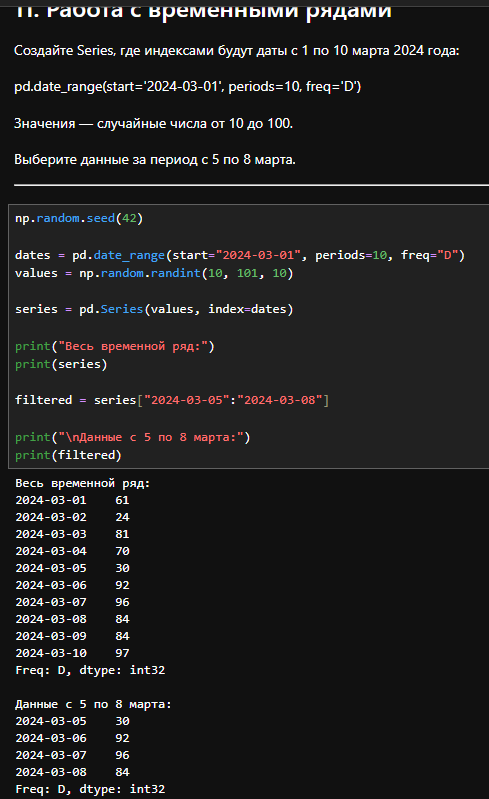 11. Работа с временными рядами
Создайте Series, где индексами будут даты с 1 по 10 марта 2024 года:
pd.date_range(start='2024-03-01', periods=10, freq='D')
Значения — случайные числа от 10 до 100.
Выберите данные за период с 5 по 8 марта.
np.random.seed(42)
dates = pd.date_range(start="2024-03-01", periods=10, freq="D")
values = np.random.randint(10, 101, 10)
series = pd.Series(values, index=dates)
print("Весь временной ряд:")
print(series)
filtered = series["2024-03-05":"2024-03-08"]
print("\nДанные с 5 по 8 марта:")
print(filtered)
Весь временной ряд:
2024-03-01    61
2024-03-02    24
2024-03-03    81
2024-03-04    70
2024-03-05    30
2024-03-06    92
2024-03-07    96
2024-03-08    84
2024-03-09    84
2024-03-10    97
Freq: D, dtype: int32
Данные с 5 по 8 марта:
2024-03-05    30
2024-03-06    92
2024-03-07    96
2024-03-08    84
Freq: D, dtype: int32